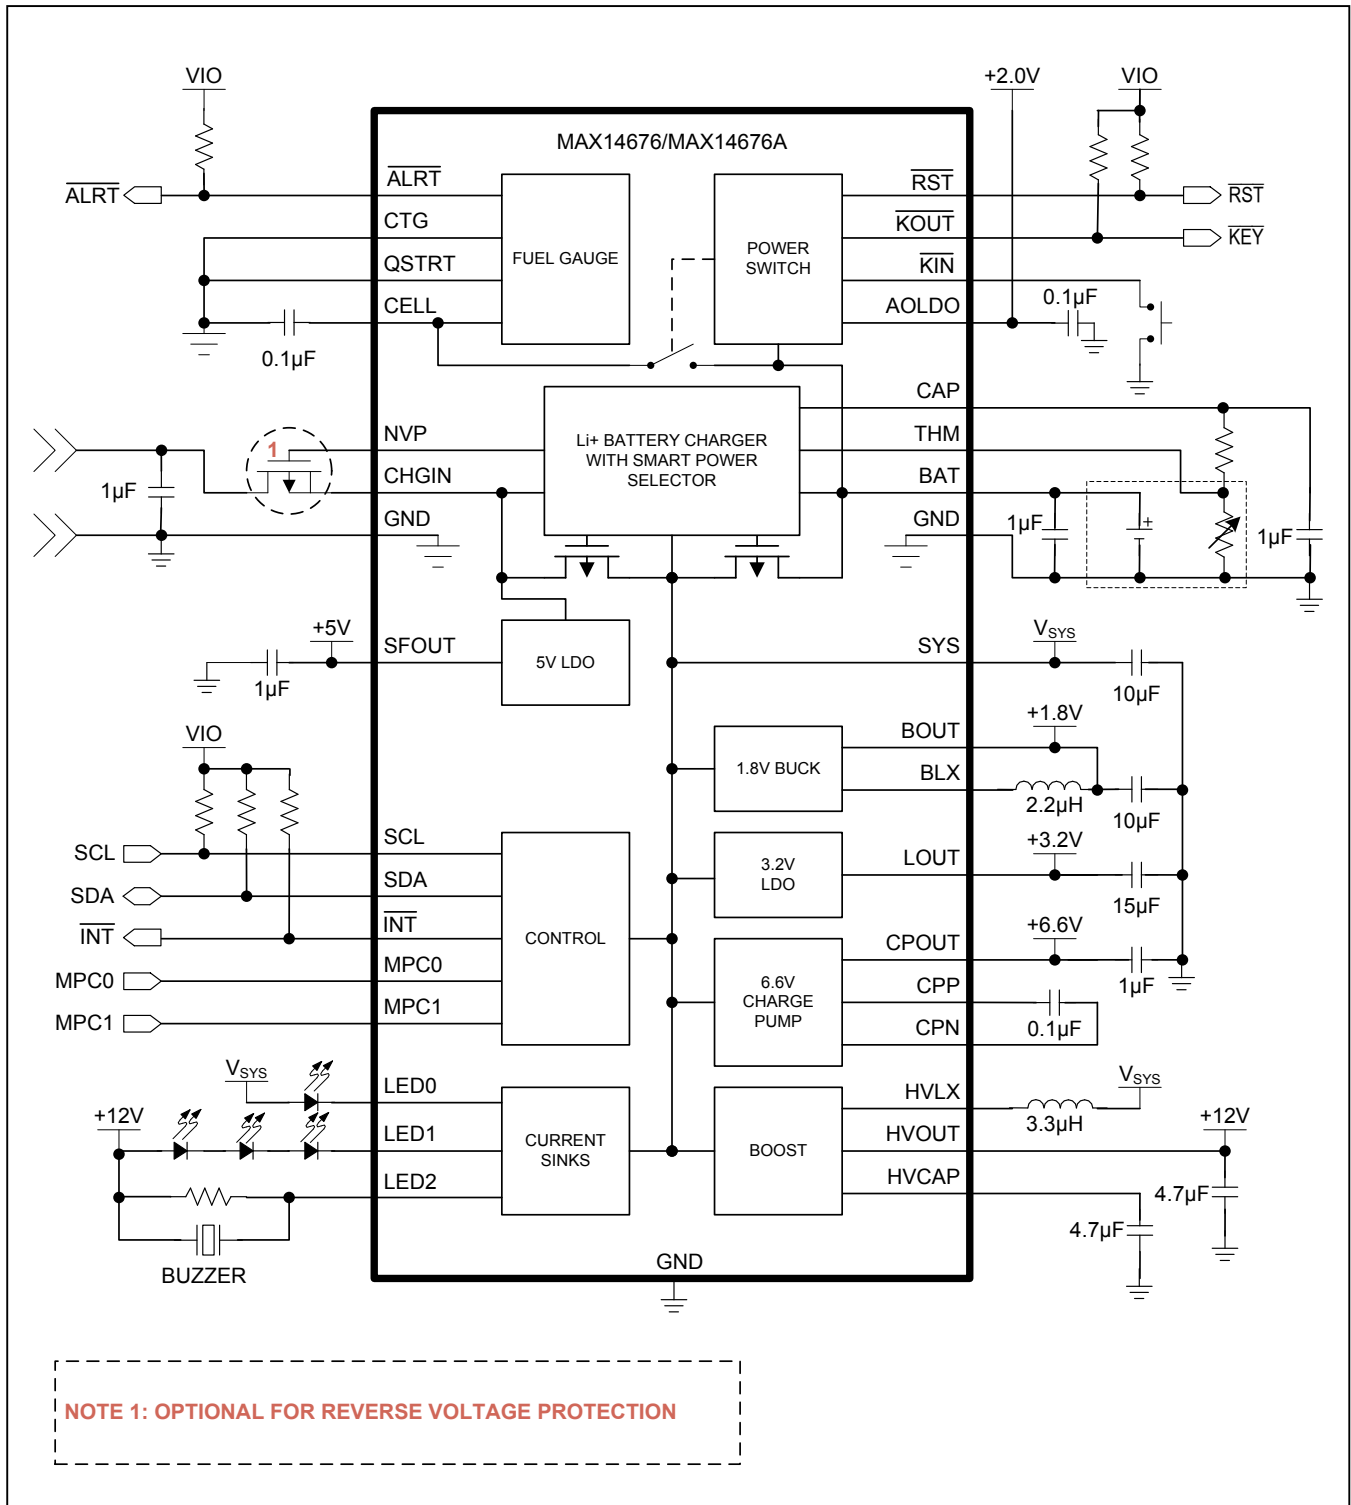 VIO
+2.0V
VIO
MAX14676/MAX14676A
ALRT
ALRT
CTG
QSTRT
CELL
0.1µF
FUEL GAUGE
POWER
SWITCH
RST
KOUT
KIN
AOLDO
RST
KEY
0.1µF
1
1µF
NVP
CHGIN
GND
Li+ BATTERY CHARGER
WITH SMART POWER
SELECTOR
CAP
THM
BAT
GND
1µF
+
1µF
+5V
1µF
SFOUT
5V LDO
SYS
VSYS
10µF
BOUT
BLX
1.8V BUCK
+1.8V
2.2µH
10µF
VIO
SCL
SDA
INT
MPC0
MPC1
SCL
SDA
INT
MPC0
MPC1
CONTROL
3.2V
LDO
LOUT
+3.2V
15µF
6.6V
CHARGE
PUMP
CPOUT
CPP
CPN
+6.6V
1µF
0.1µF
VSYS
+12V
LED0
LED1
LED2
BUZZER
CURRENT
SINKS
BOOST
HVLX
HVOUT
HVCAP
3.3µH
VSYS
+12V
4.7µF
4.7µF
GND
NOTE 1: OPTIONAL FOR REVERSE VOLTAGE PROTECTION